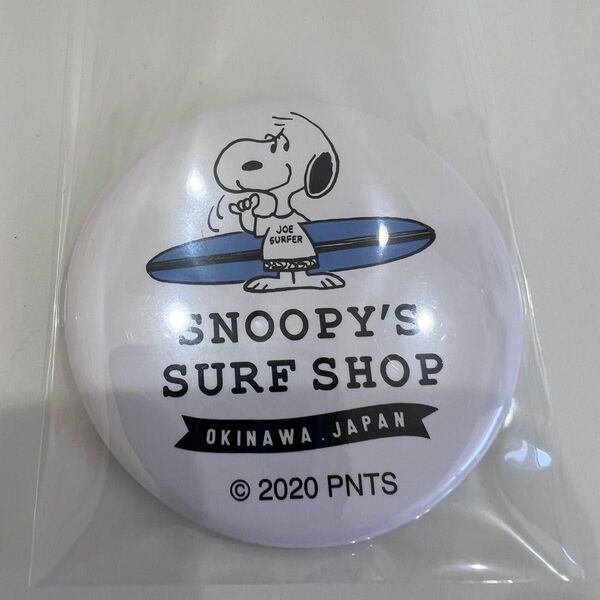 JOE
SURFER
SNOOPY'S
SURF SHOP
OKINAWA . JAPAN
© 2020 PNTS